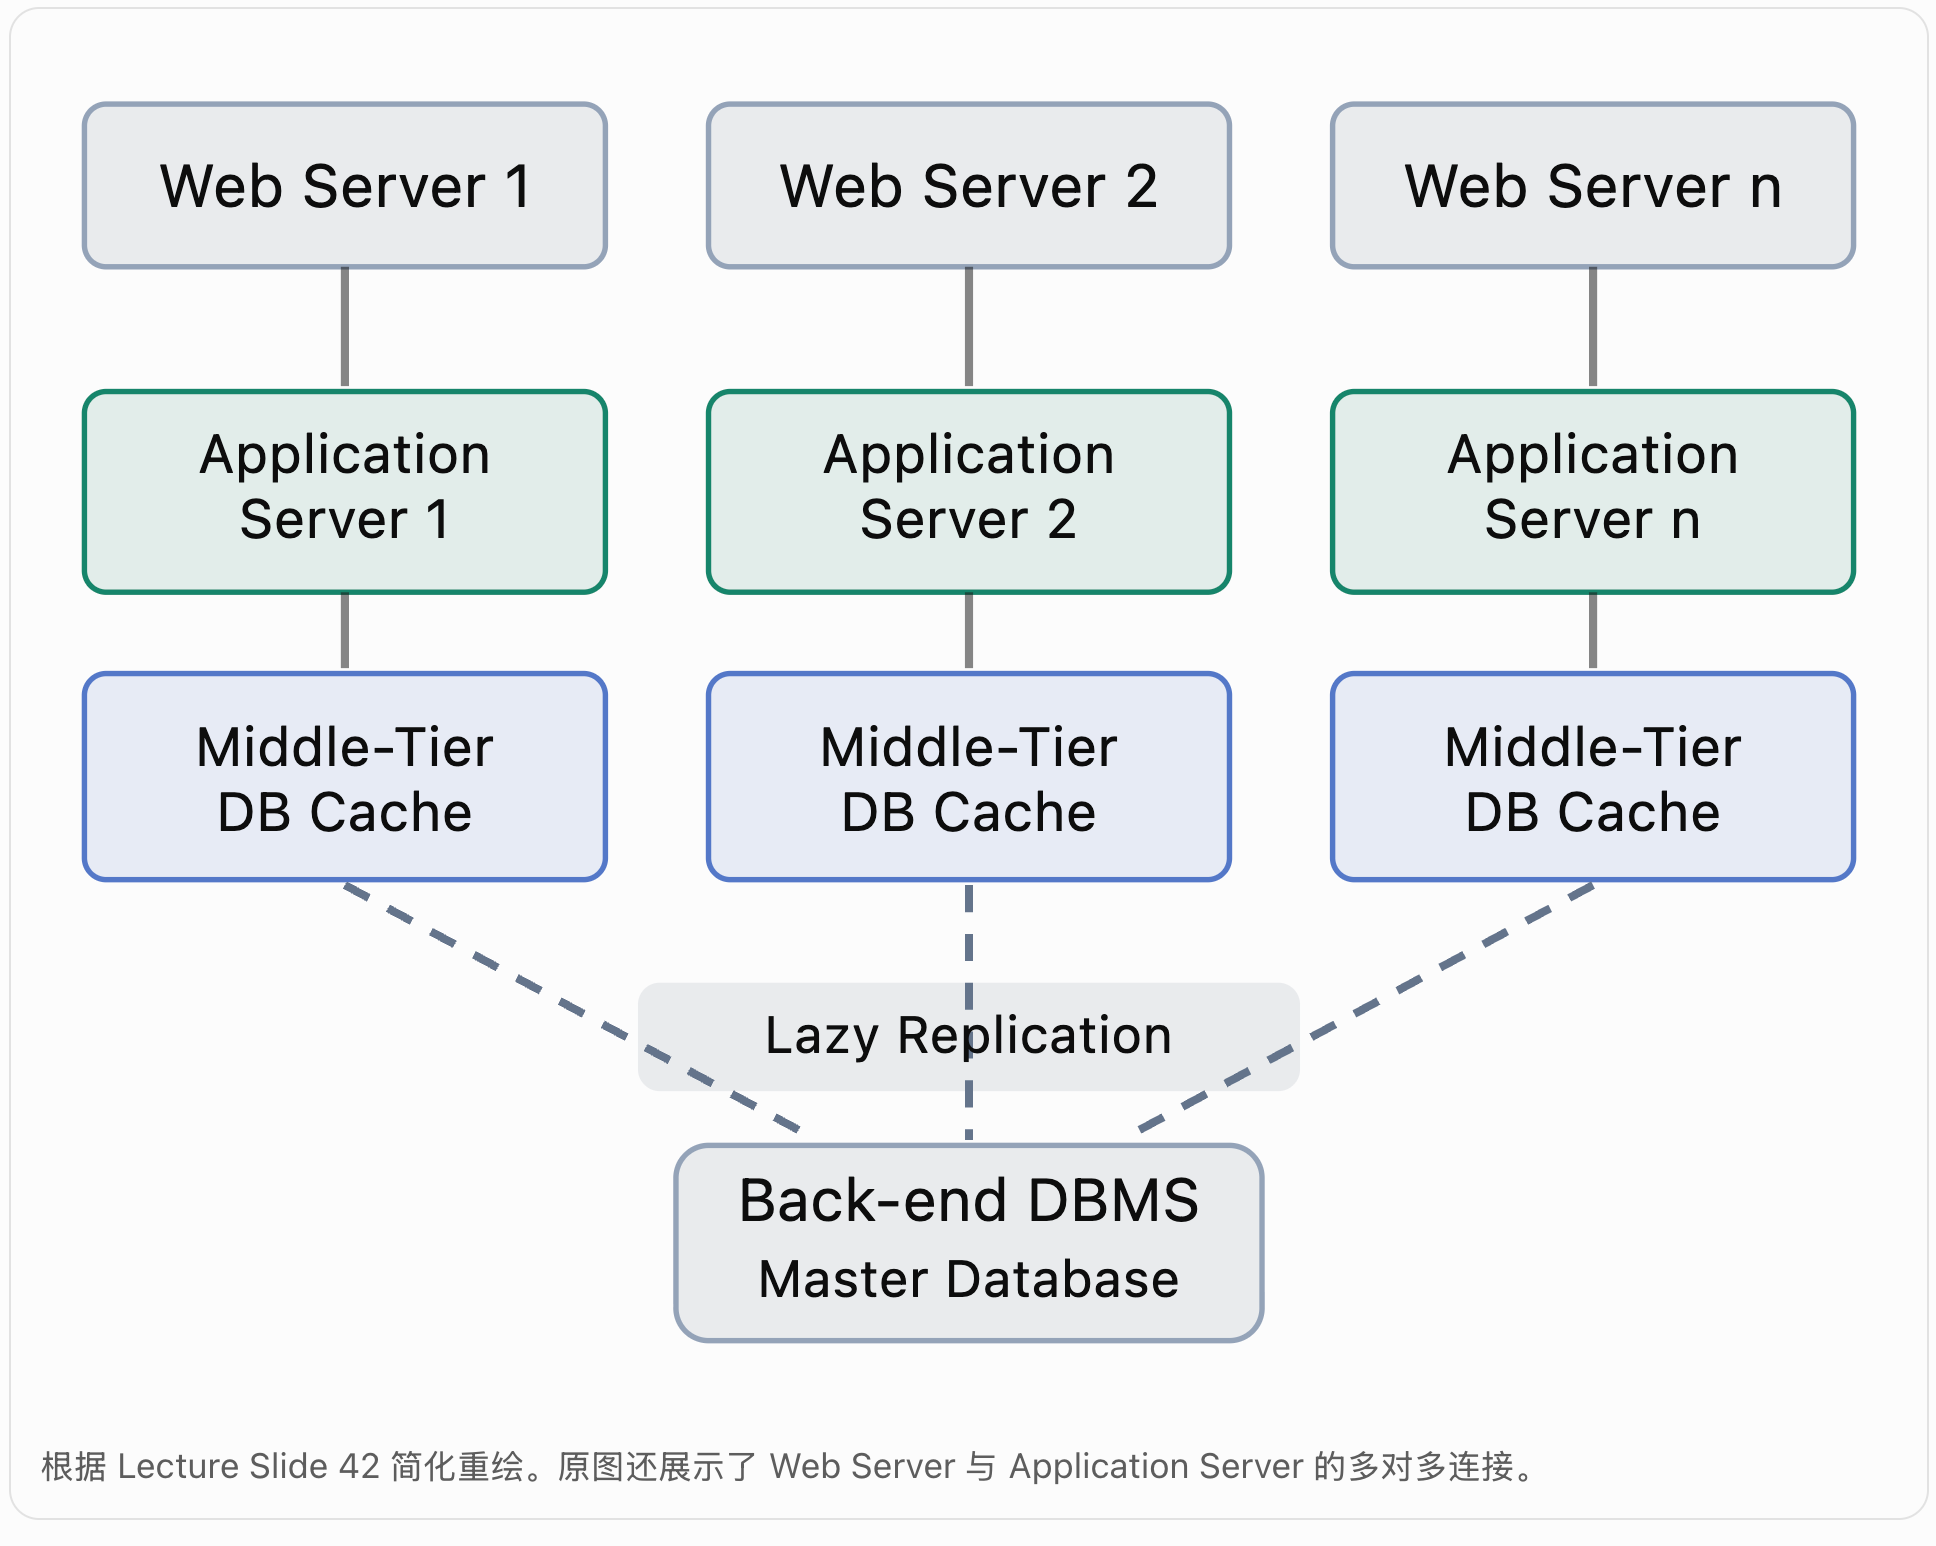 Web Server 1
Web Server 2
Web Server n
Application
Server 1
Application
Server 2
Application
Server n
Middle-Tier
DB Cache
Middle-Tier
DB Cache
Middle-Tier
DB Cache
Lazy Replication
Back-end DBMS
Master Database
根据 Lecture Slide 42 简化重绘。原图还展示了 Web Server 与 Application Server 的多对多连接。